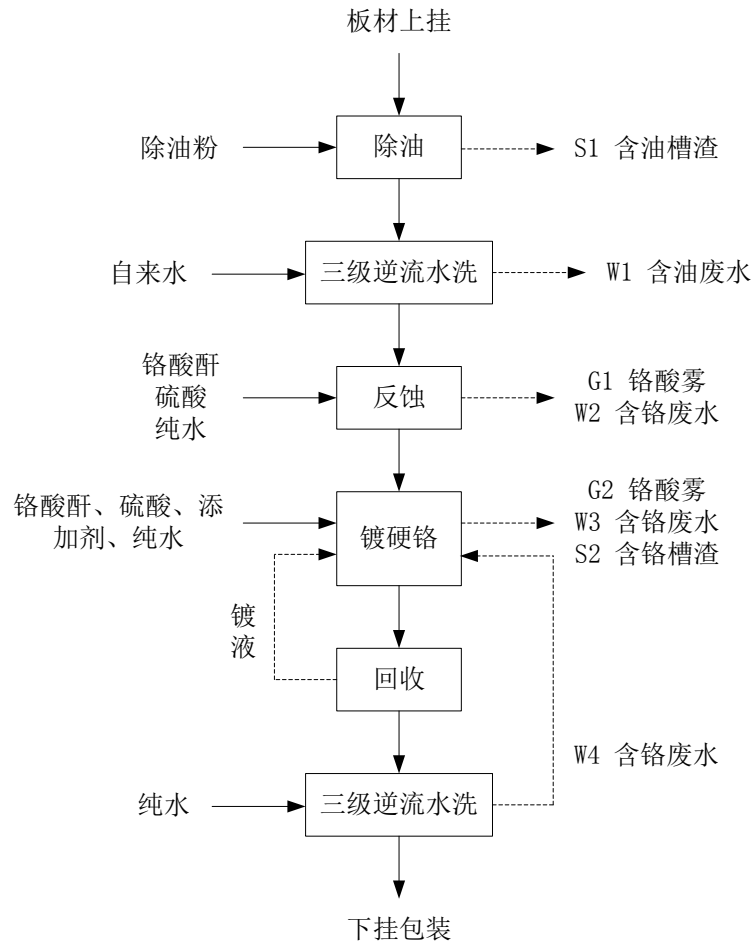 板材上挂
除油粉
除油
S1 含油槽渣
自来水
三级逆流水洗
W1 含油废水
铬酸酐
硫酸
纯水
反蚀
G1 铬酸雾
W2 含铬废水
铬酸酐、硫酸、添
加剂、纯水
镀硬铬
G2 铬酸雾
W3 含铬废水
S2 含铬槽渣
镀
液
回收
W4 含铬废水
纯水
三级逆流水洗
下挂包装